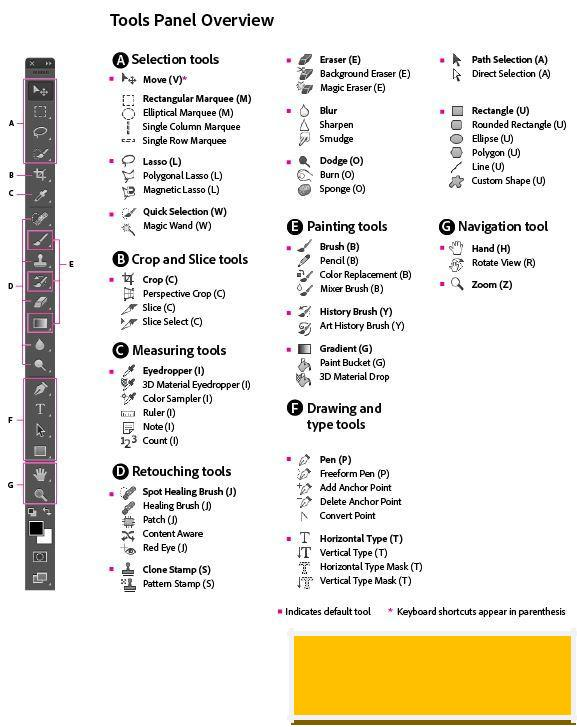 Tools Panel Overview
A Selection tools
Move (V)*
Rectangular Marquee (M)
Elliptical Marquee (M)
Single Column Marquee
Single Row Marquee
Lasso (L)
Polygonal Lasso (L)
Magnetic Lasso (L)
Quick Selection (W)
Magic Wand (W)
B Crop and Slice tools
Crop (C)
Perspective Crop (C)
Slice (C)
Slice Select (C)
C Measuring tools
Eyedropper (I)
3D Material Eyedropper (I)
Color Sampler (I)
Ruler (I)
Note (I)
Count (I)
D Retouching tools
Spot Healing Brush (J)
Healing Brush (J)
Patch (J)
Content Aware
Red Eye (J)
Clone Stamp (S)
Pattern Stamp (S)
Eraser (E)
Background Eraser (E)
Magic Eraser (E)
Blur
Sharpen
Smudge
Dodge (O)
Burn (O)
Sponge (O)
E Painting tools
Brush (B)
Pencil (B)
Color Replacement (B)
Mixer Brush (B)
History Brush (Y)
Art History Brush (Y)
Gradient (G)
Paint Bucket (G)
3D Material Drop
F Drawing and
type tools
Pen (P)
Freeform Pen (P)
Add Anchor Point
Delete Anchor Point
Convert Point
Horizontal Type (T)
Vertical Type (T)
Horizontal Type Mask (T)
Vertical Type Mask (T)
Path Selection (A)
Direct Selection (A)
Rectangle (U)
Rounded Rectangle (U)
Ellipse (U)
Polygon (U)
Line (U)
Custom Shape (U)
G Navigation tool
Hand (H)
Rotate View (R)
Zoom (Z)
Indicates default tool
* Keyboard shortcuts appear in parenthesis
A
B
C
E
D
F
G